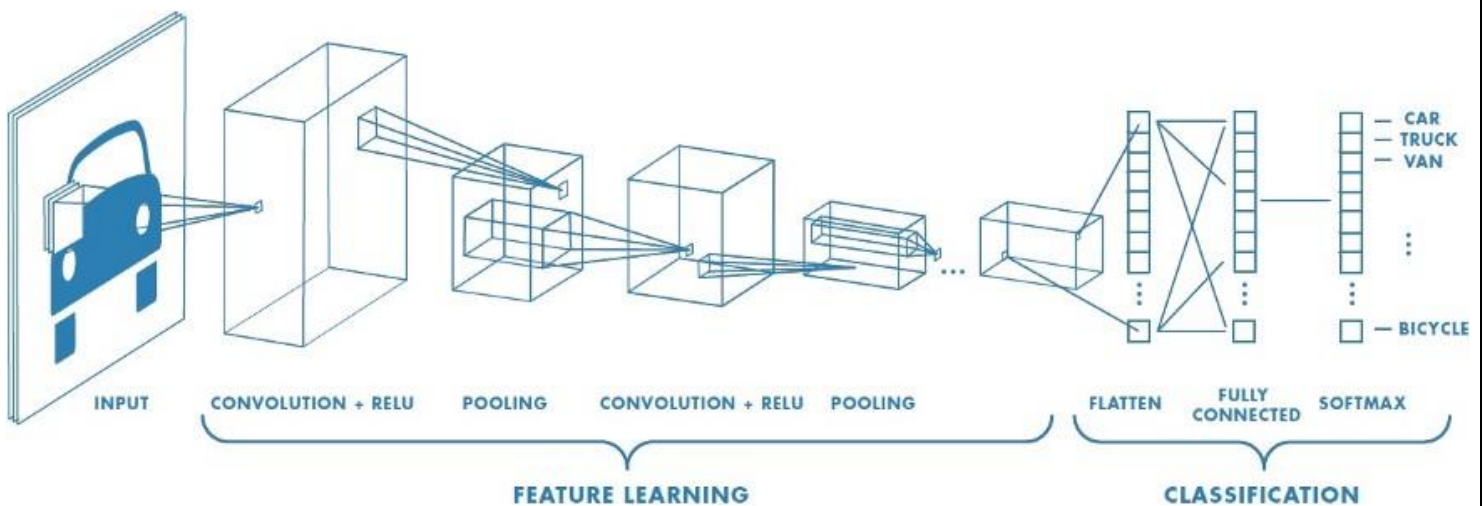 CAR
TRUCK
VAN
BICYCLE
INPUT
CONVOLUTION + RELU
POOLING
CONVOLUTION + RELU
POOLING
FLATTEN
FULLY
CONNECTED
SOFTMAX
FEATURE LEARNING
CLASSIFICATION